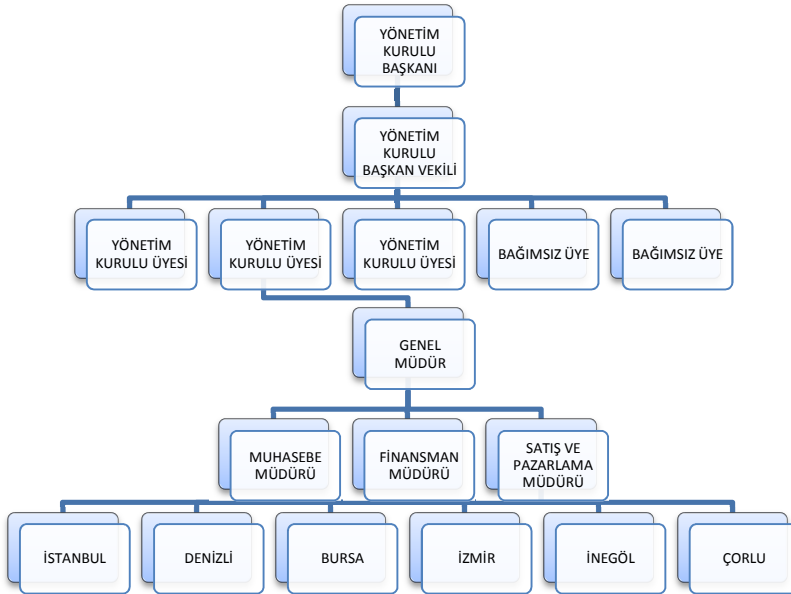 YÖNETİM
KURULU
BAŞKANI
YÖNETİM
KURULU
BAŞKAN VEKİLİ
YÖNETİM
KURULU ÜYESİ
YÖNETİM
KURULU ÜYESİ
YÖNETİM
KURULU ÜYESİ
BAĞIMSIZ ÜYE
BAĞIMSIZ ÜYE
GENEL
MÜDÜR
MUHASEBE
MÜDÜRÜ
FİNANSMAN
MÜDÜRÜ
SATIŞ VE
PAZARLAMA
MÜDÜRÜ
İSTANBUL
DENİZLİ
BURSA
İZMİR
İNEGÖL
ÇORLU